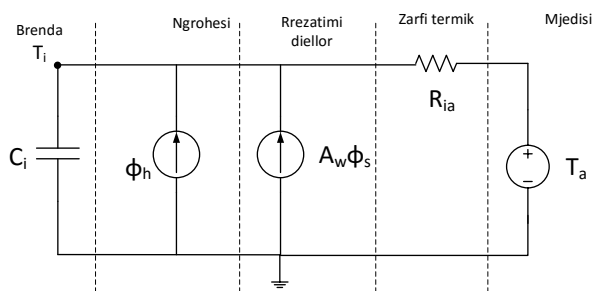 Brenda
Ngrohesi
Rrezatimi
diellor
Zarfi termik
Mjedisi
Ti
Ria
Ci
ϕh
Awϕs
+
−
Ta